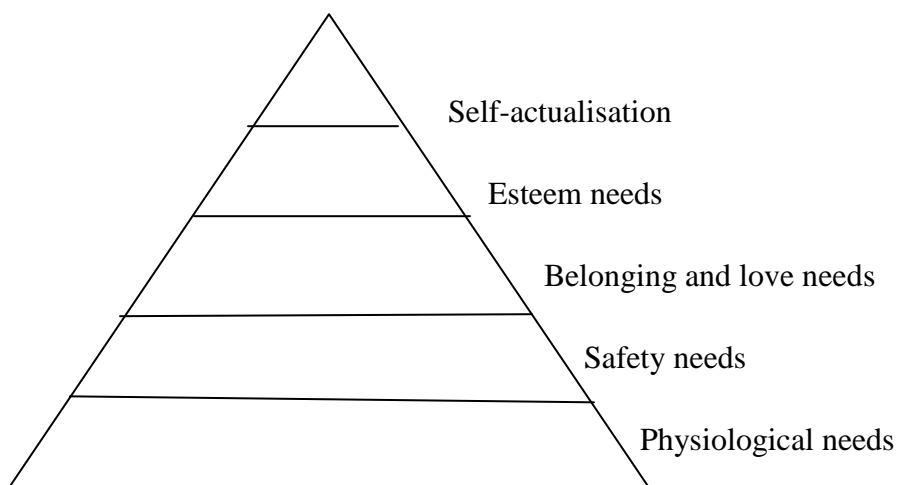 Self-actualisation
Esteem needs
Belonging and love needs
Safety needs
Physiological needs